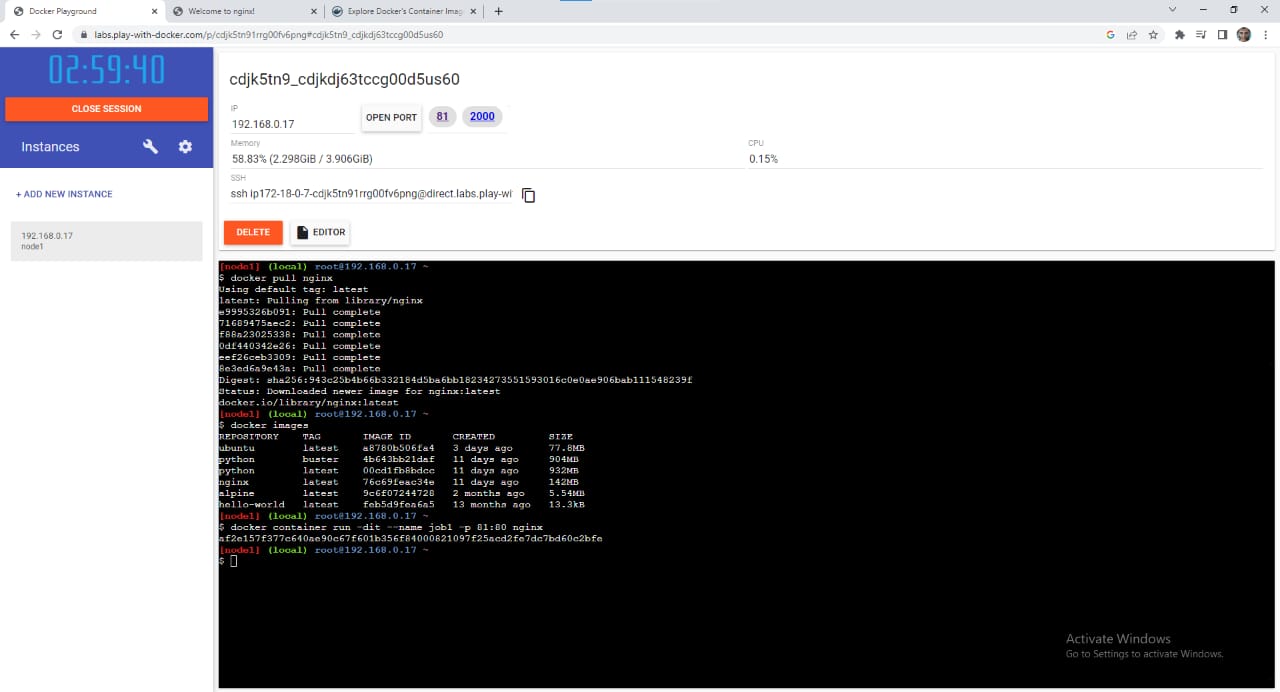 Docker Playground
Welcome to nginx!
Explore Docker's Container Imag
labs.play-with-docker.com/p/cdjk5tn91rrg00fv6png#cdjk5tn9_cdjkdj63tccg00d5us60
02:59:40
CLOSE SESSION
Instances
+ ADD NEW INSTANCE
192.168.0.17
node1
cdjk5tn9_cdjkdj63tccg00d5us60
IP
192.168.0.17
OPEN PORT
81
2000
Memory
58.83% (2.298GiB / 3.906GiB)
CPU
0.15%
SSH
ssh ip172-18-0-7-cdjk5tn91rrg00fv6png@direct.labs.play-wi
DELETE
EDITOR
[node1] (local) root@192.168.0.17 ~
$ docker pull nginx
Using default tag: latest
latest: Pulling from library/nginx
e9995326b091: Pull complete
71689475aec2: Pull complete
f88a23025338: Pull complete
0df440342e26: Pull complete
eef26ceb3309: Pull complete
8e3ed6a9e43a: Pull complete
Digest: sha256:943c25b4b66b332184d5ba6bb18234273551593016c0e0ae906bab111548239f
Status: Downloaded newer image for nginx:latest
docker.io/library/nginx:latest
[node1] (local) root@192.168.0.17 ~
$ docker images
REPOSITORY TAG IMAGE ID CREATED SIZE
ubuntu latest a8780b506fa4 3 days ago 77.8MB
python buster 4b643bb21daf 11 days ago 904MB
python latest 00cd1fb8bdcc 11 days ago 932MB
nginx latest 76c69feac34e 11 days ago 142MB
alpine latest 9c6f07244728 2 months ago 5.54MB
hello-world latest feb5d9fea6a5 13 months ago 13.3kB
[node1] (local) root@192.168.0.17 ~
$ docker container run -dit --name job1 -p 81:80 nginx
af2e157f377c640ae90c67f601b356f84000821097f25acd2fe7dc7bd60c2bfe
[node1] (local) root@192.168.0.17 ~
$
Activate Windows
Go to Settings to activate Windows.